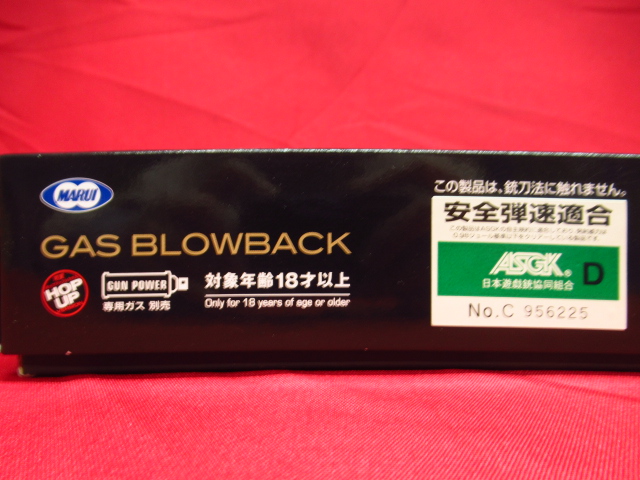 MARUI
GAS BLOWBACK
HOP
UP
GUN POWER
専用ガス 別売
対象年齢18才以上
Only for 18 years of age or older
この製品は、銃刀法に触れません。
安全弾速適合
ASGK® D
日本遊戯銃協同組合
No.C 956225